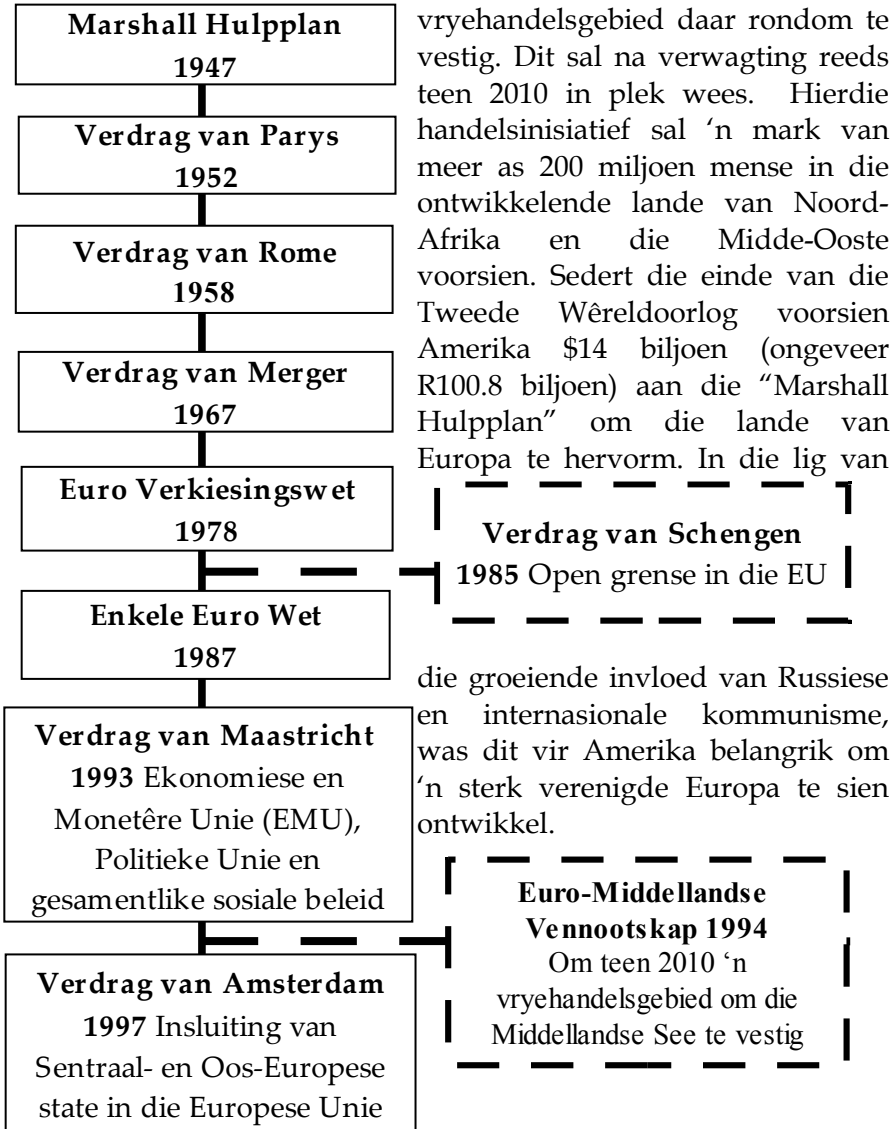 Marshall Hulpplan
1947
Verdrag van Parys
1952
Verdrag van Rome
1958
Verdrag van Merger
1967
Euro Verkiesingswet
1978
Verdrag van Schengen
1985 Open grense in die EU
Enkele Euro Wet
1987
Verdrag van Maastricht
1993 Ekonomiese en
Monetêre Unie (EMU),
Politieke Unie en
gesamentlike sosiale beleid
Euro-Middellandse
Vennootskap 1994
Om teen 2010 ‘n
vryehandelsgebied om die
Middellandse See te vestig
Verdrag van Amsterdam
1997 Insluiting van
Sentraal- en Oos-Europese
state in die Europese Unie
vryehandelsgebied daar rondom te
vestig. Dit sal na verwagting reeds
teen 2010 in plek wees. Hierdie
handelsinisiatief sal ‘n mark van
meer as 200 miljoen mense in die
ontwikkelende lande van Noord-
Afrika en die Midde-Ooste
voorsien. Sedert die einde van die
Tweede Wêreldoorlog voorsien
Amerika $14 biljoen (ongeveer
R100.8 biljoen) aan die “Marshall
Hulpplan” om die lande van
Europa te hervorm. In die lig van
die groeiende invloed van Russiese
en internasionale kommunisme,
was dit vir Amerika belangrik om
‘n sterk verenigde Europa te sien
ontwikkel.